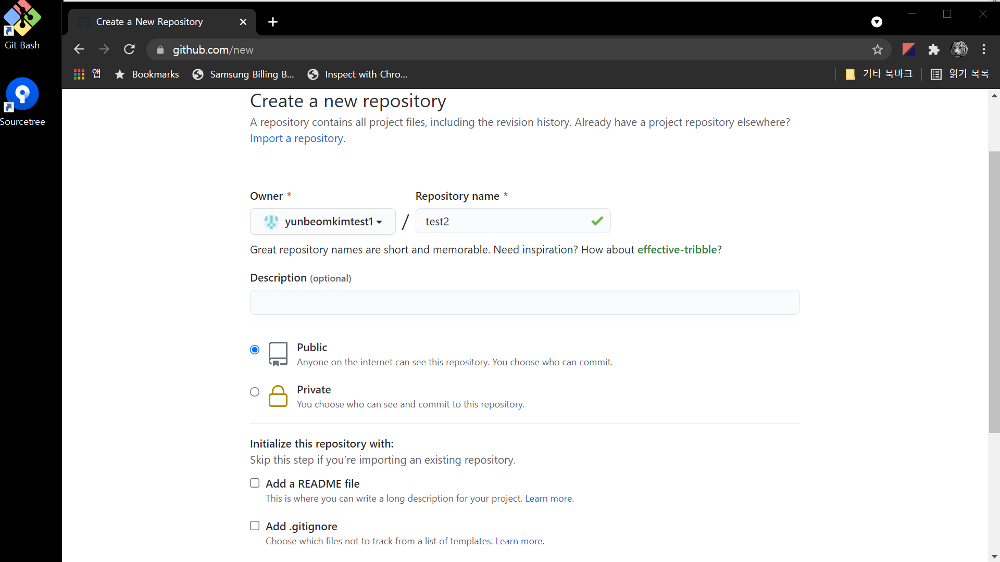 Git Bash
Sourcetree
Create a New Repository
github.com/new
앱
Bookmarks
Samsung Billing B...
Inspect with Chro...
기타 북마크
읽기 목록
Create a new repository
A repository contains all project files, including the revision history. Already have a project repository elsewhere?
Import a repository.
Owner *
Repository name *
yunbeomkimtest1 / test2
Great repository names are short and memorable. Need inspiration? How about effective-tribble?
Description (optional)
Public
Anyone on the internet can see this repository. You choose who can commit.
Private
You choose who can see and commit to this repository.
Initialize this repository with:
Skip this step if you’re importing an existing repository.
Add a README file
This is where you can write a long description for your project. Learn more.
Add .gitignore
Choose which files not to track from a list of templates. Learn more.